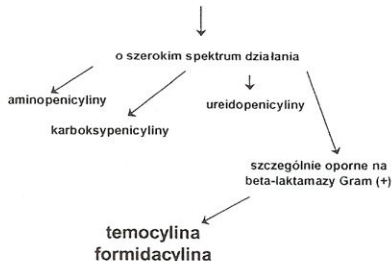 o szerokim spektrum działania
aminopenicyliny
ureidopenicyliny
karboksypenicyliny
szczególnie oporne na
beta-laktamazy Gram (+)
temocylina
formidacylina